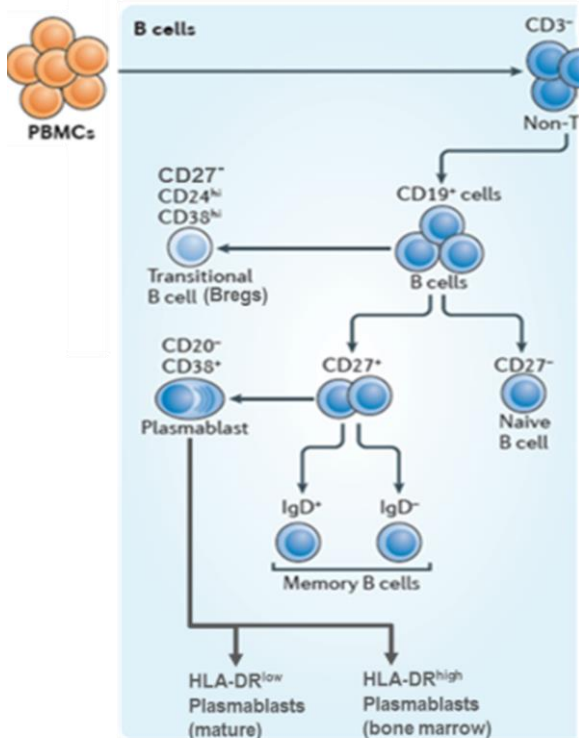 B cells
PBMCs
CD3⁻
Non-T
CD19⁺ cells
B cells
CD27⁻
CD24ʰⁱ
CD38ʰⁱ
Transitional
B cell (Bregs)
CD20⁻
CD38⁺
Plasmablast
CD27⁺
CD27⁻
Naive
B cell
IgD⁺
IgD⁻
Memory B cells
HLA-DRˡᵒʷ
Plasmablasts
(mature)
HLA-DRʰⁱᵍʰ
Plasmablasts
(bone marrow)